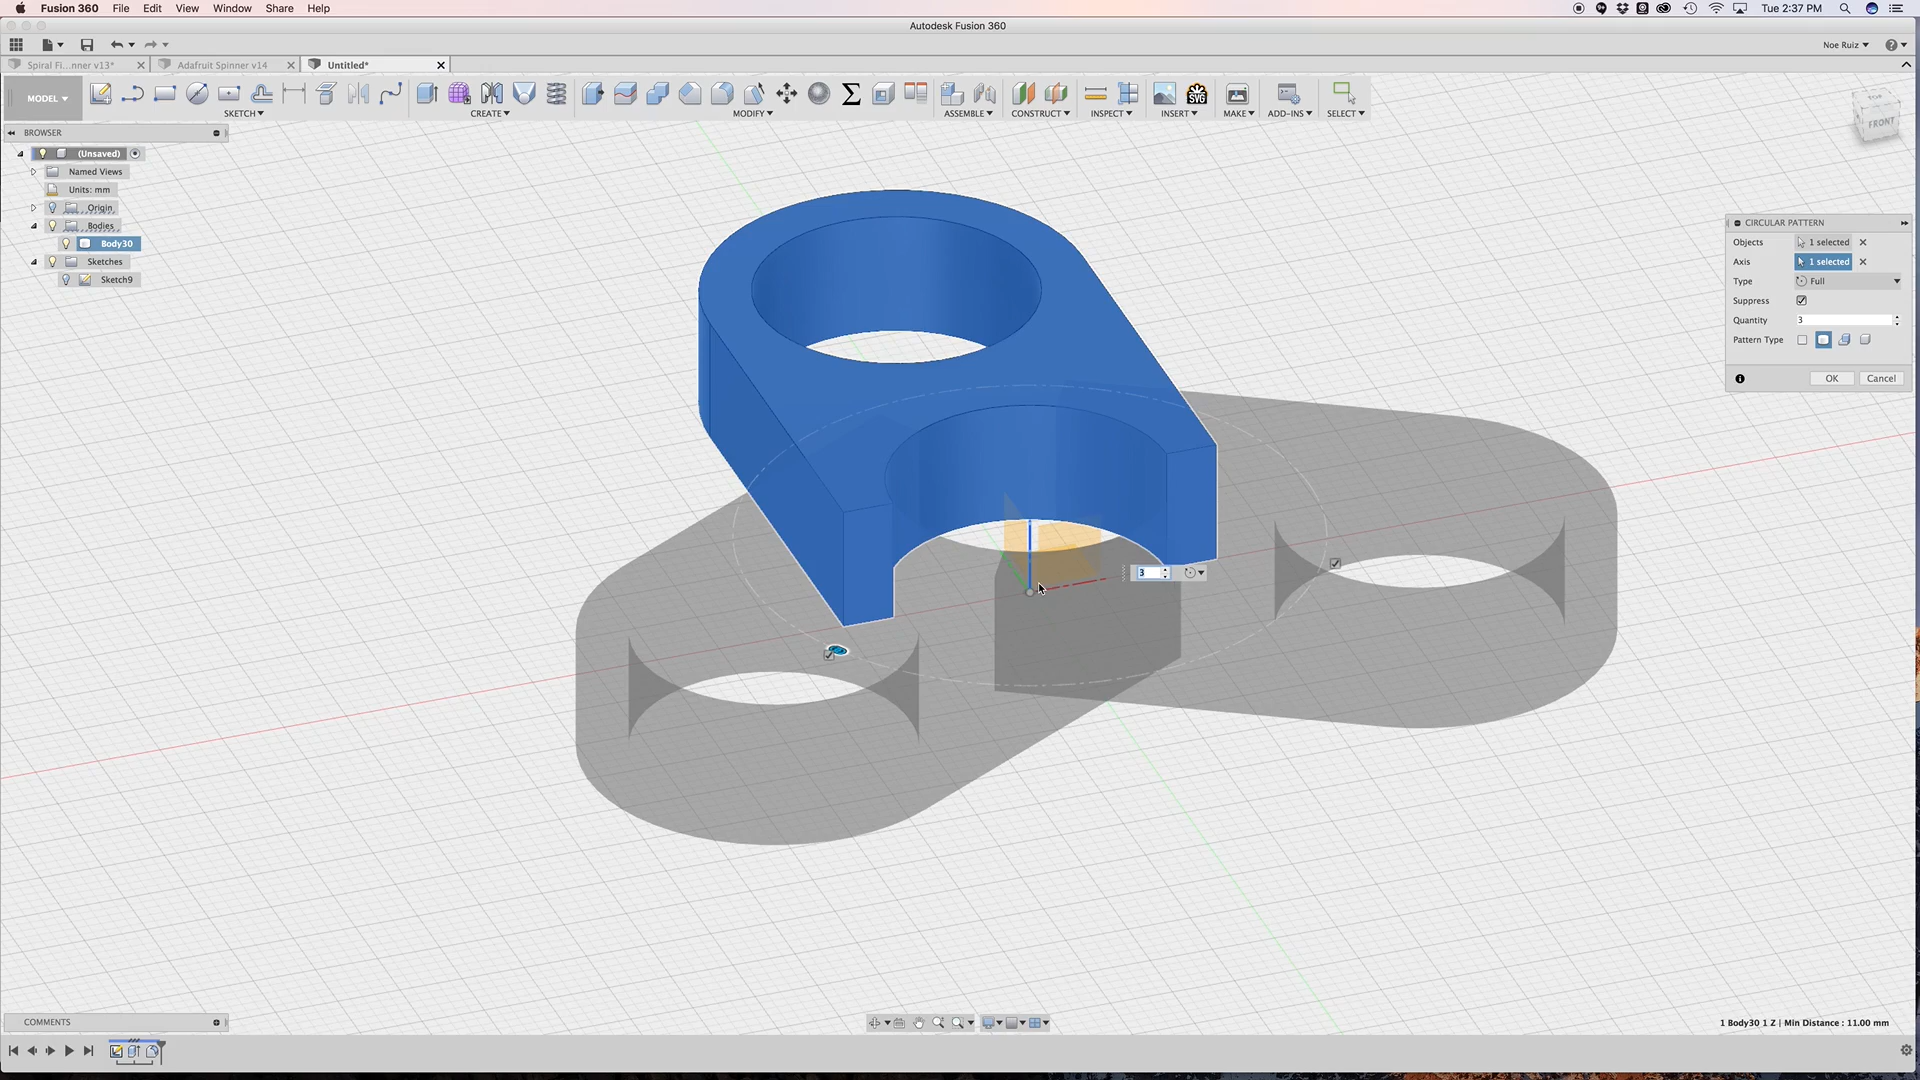 Fusion 360 File Edit View Window Share Help Tue 2:37 PM
Autodesk Fusion 360
Noe Ruiz
Spiral Fi...nner v13* Adafruit Spinner v14 Untitled*
MODEL SKETCH CREATE MODIFY ASSEMBLE CONSTRUCT INSPECT INSERT MAKE ADD-INS SELECT
SVG
TOP
FRONT
BROWSER
(Unsaved)
Named Views
Units: mm
Origin
Bodies
Body30
Sketches
Sketch9
CIRCULAR PATTERN
Objects 1 selected
Axis 1 selected
Type Full
Suppress
Quantity 3
Pattern Type
OK Cancel
3
COMMENTS
1 Body30 1 Z | Min Distance : 11.00 mm